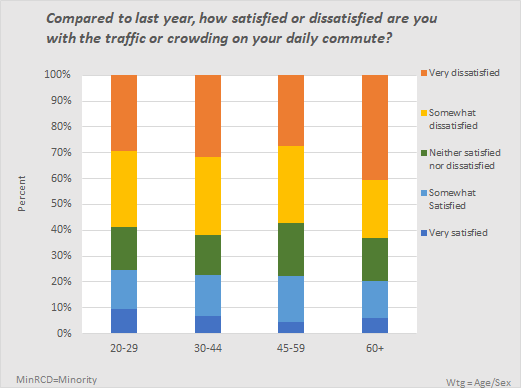 Compared to last year, how satisfied or dissatisfied are you
with the traffic or crowding on your daily commute?
100%
90%
80%
70%
60%
50%
40%
30%
20%
10%
0%
Percent
20-29
30-44
45-59
60+
Very dissatisfied
Somewhat
dissatisfied
Neither satisfied
nor dissatisfied
Somewhat
Satisfied
Very satisfied
MinRCD=Minority
Wtg = Age/Sex